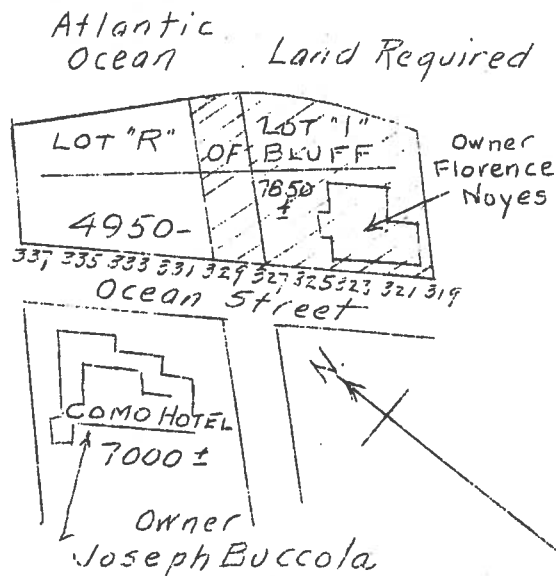 Atlantic
Ocean
Land Required
LOT "R"
LOT "1"
OF BLUFF
Owner
Florence
Noyes
7850
±
4950-
337 335 333 331 329 327 325 323 321 319
Ocean Street
COMO HOTEL
7000 ±
Owner
Joseph Buccola